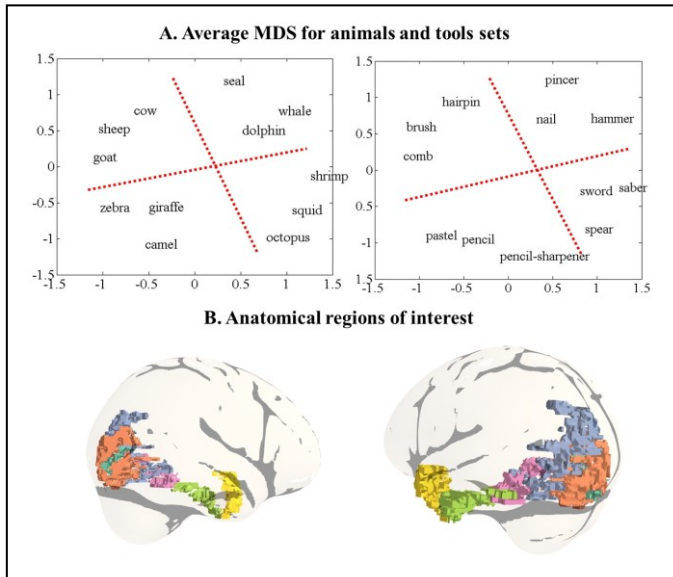 A. Average MDS for animals and tools sets
1.5
1
0.5
0
-0.5
-1
-1.5
-1.5 -1 -0.5 0 0.5 1 1.5
seal
cow
whale
sheep
dolphin
goat
shrimp
zebra giraffe
squid
camel
octopus
1.5
1
0.5
0
-0.5
-1
-1.5
-1.5 -1 -0.5 0 0.5 1 1.5
pincer
hairpin
nail hammer
brush
comb
sword saber
spear
pastel pencil
pencil-sharpener
B. Anatomical regions of interest